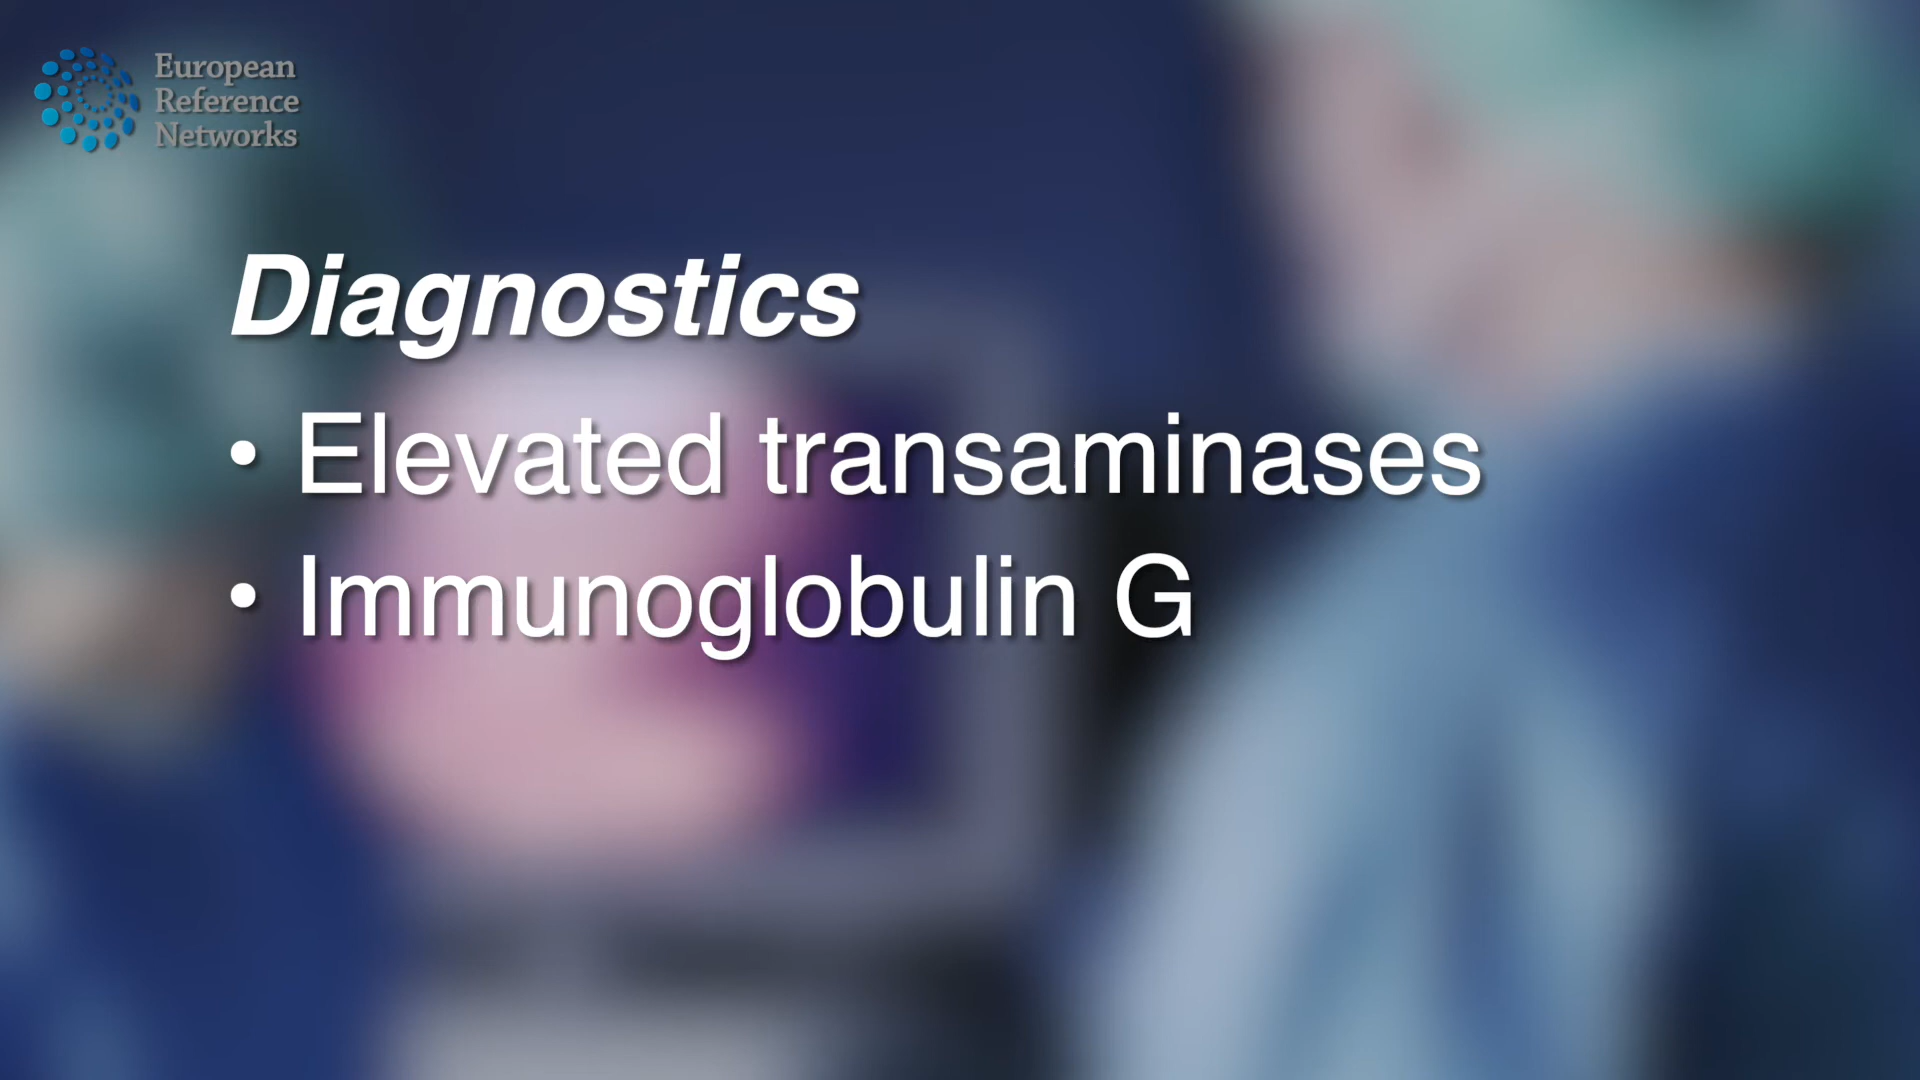 European
Reference
Networks
Diagnostics
• Elevated transaminases
• Immunoglobulin G